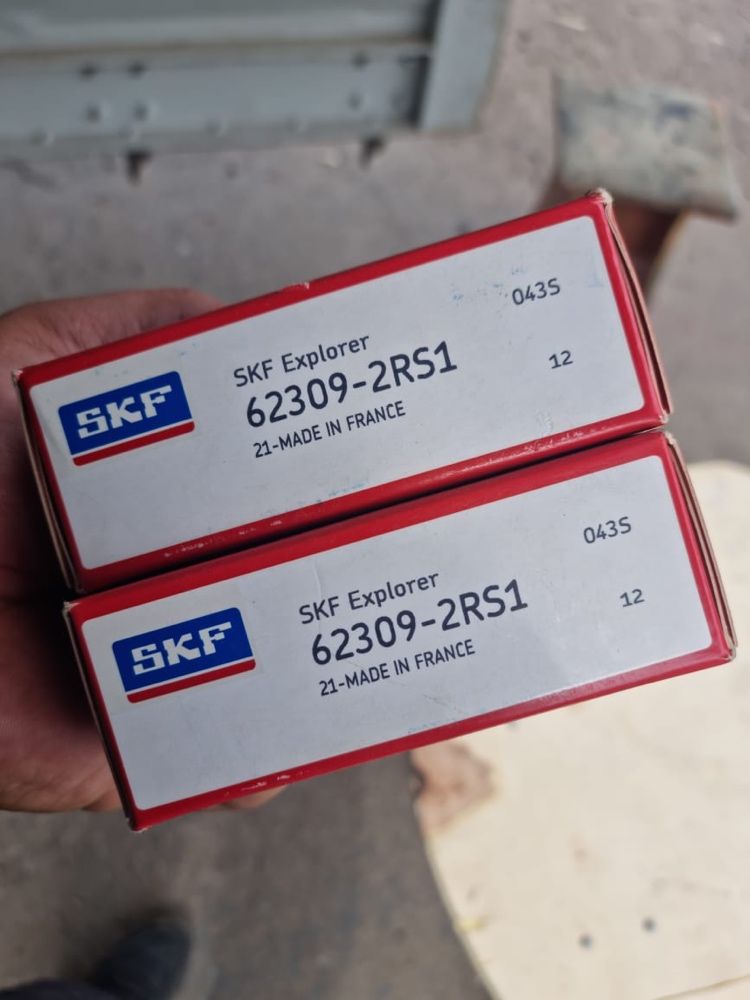 043S
SKF Explorer
12
SKF
62309-2RS1
21-MADE IN FRANCE
043S
SKF Explorer
12
SKF
62309-2RS1
21-MADE IN FRANCE